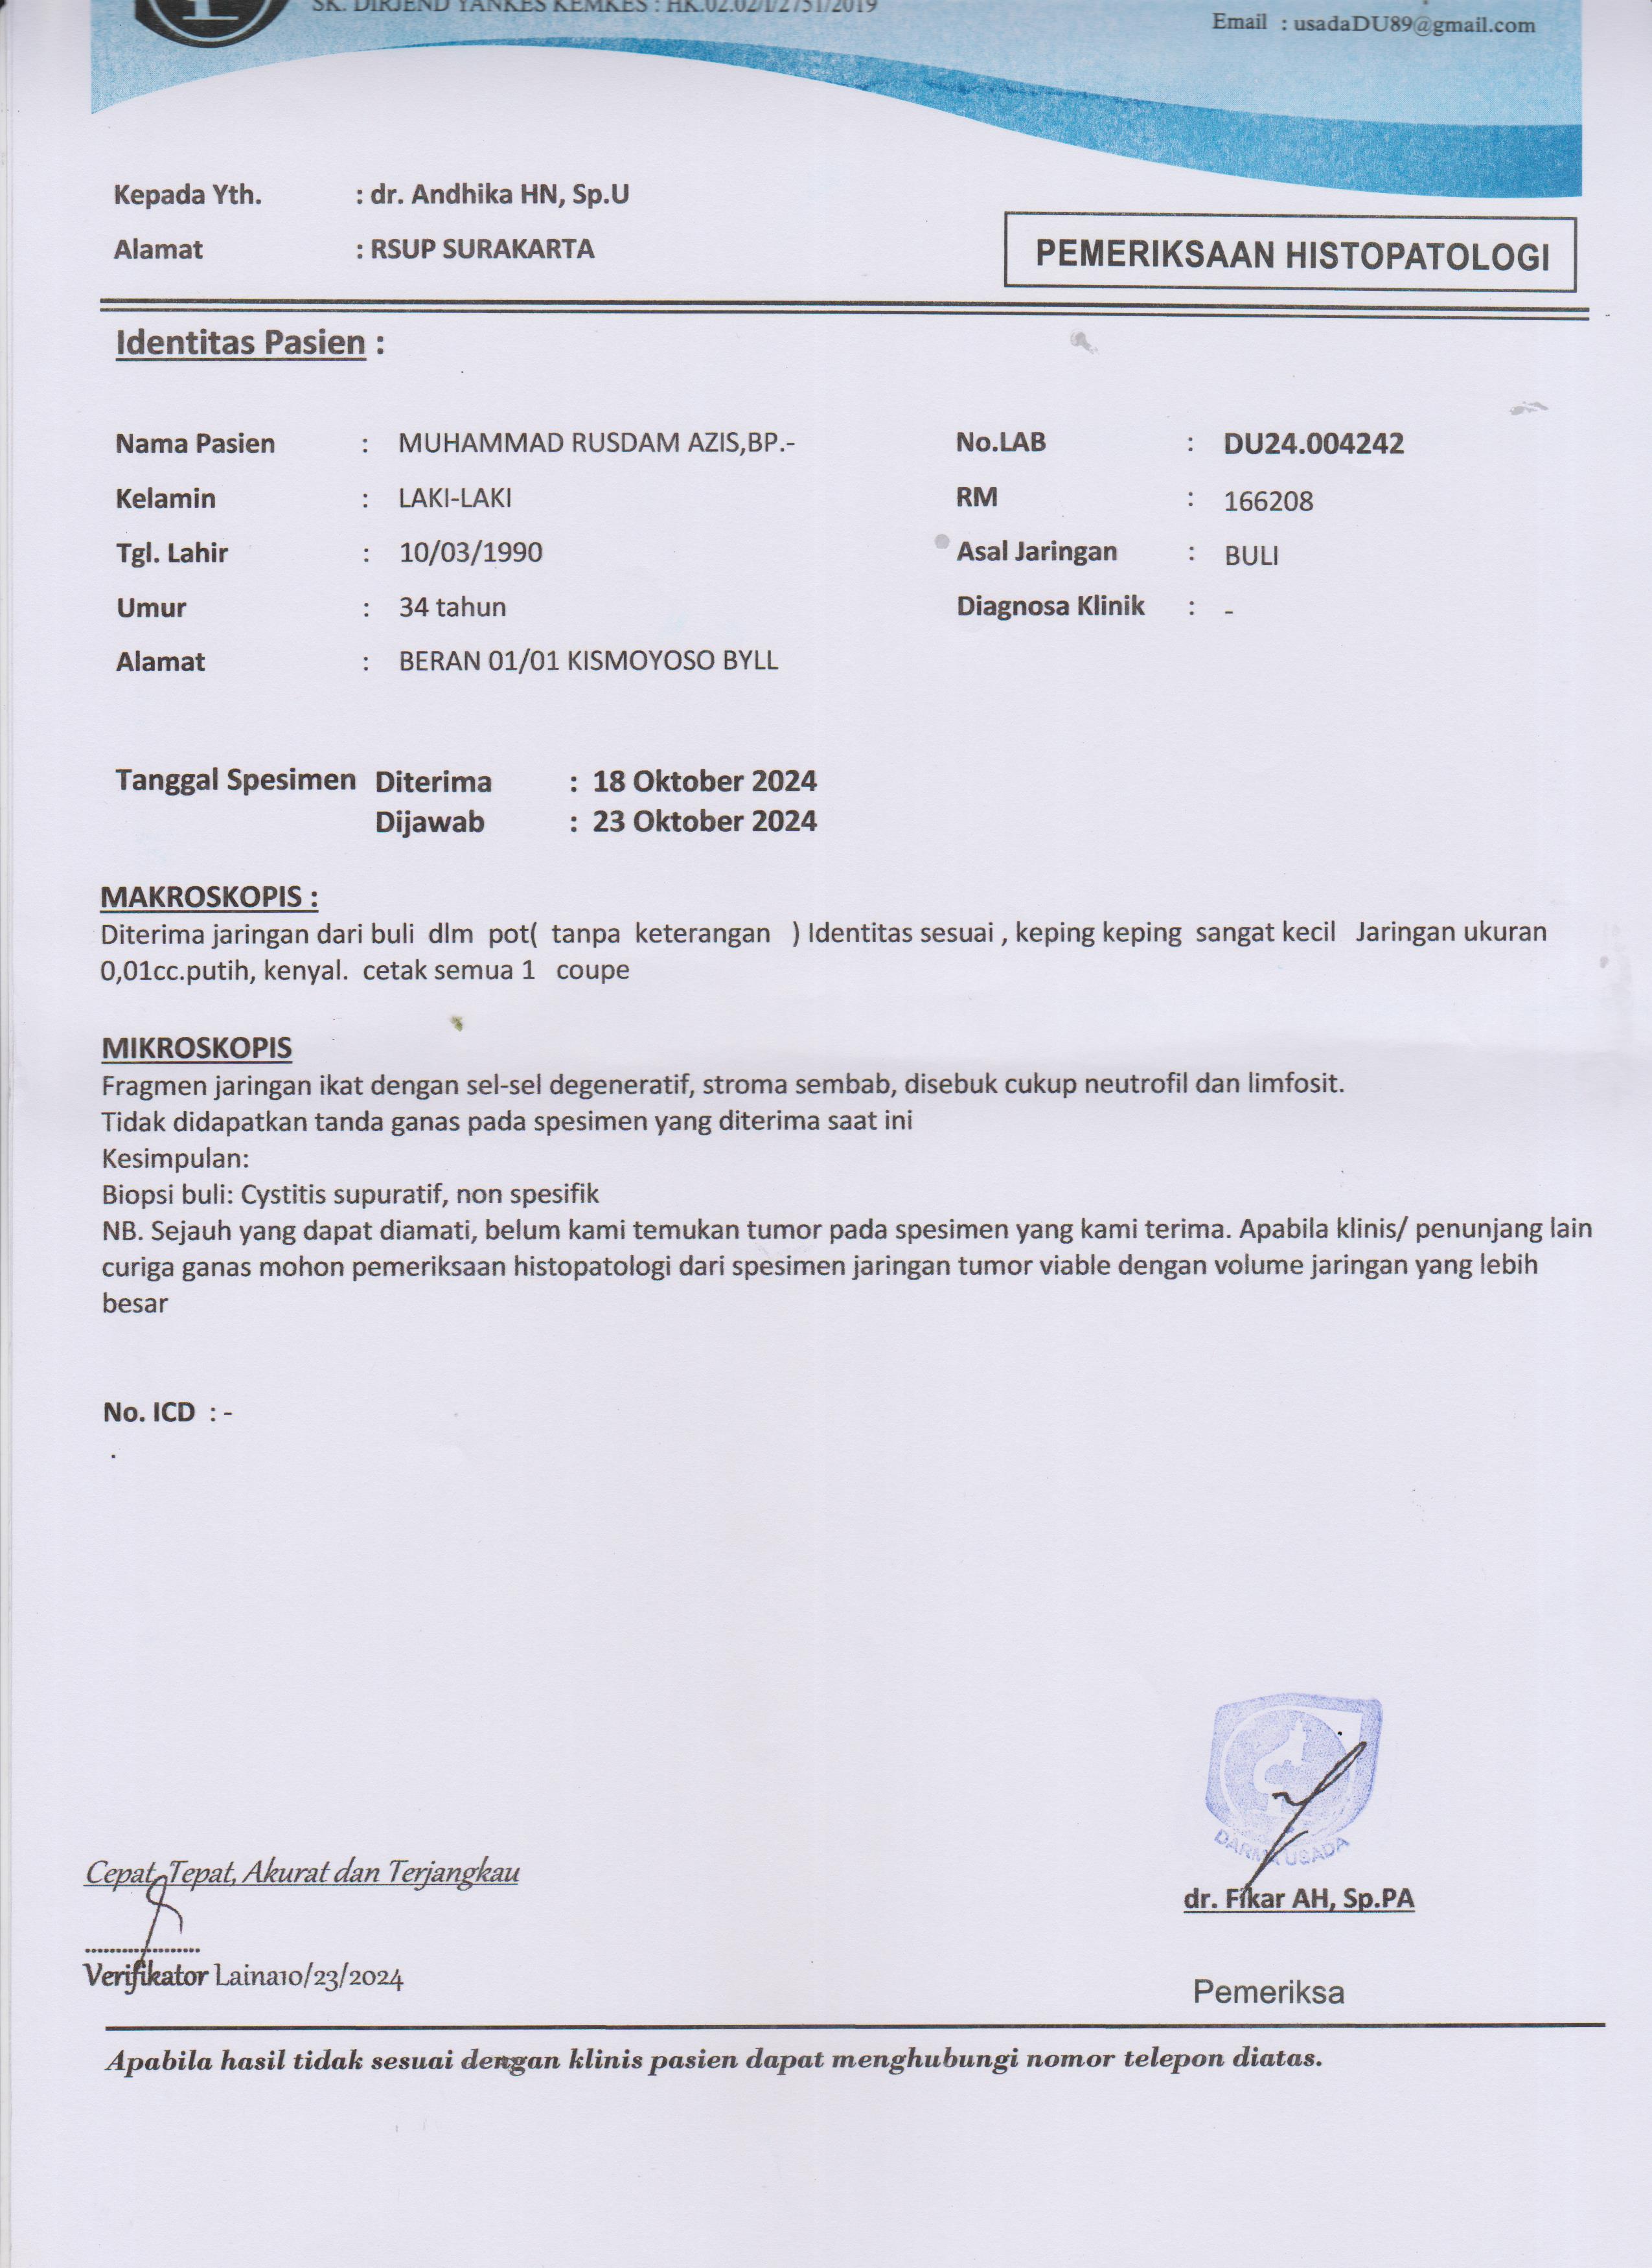 SK. DIRJEND YANKES KEMKES : HK.02.02/I/2751/2019
Email : usadaDU89@gmail.com
Kepada Yth. : dr. Andhika HN, Sp.U
Alamat : RSUP SURAKARTA
PEMERIKSAAN HISTOPATOLOGI
Identitas Pasien :
Nama Pasien : MUHAMMAD RUSDAM AZIS,BP.- No.LAB : DU24.004242
Kelamin : LAKI-LAKI RM : 166208
Tgl. Lahir : 10/03/1990 Asal Jaringan : BULI
Umur : 34 tahun Diagnosa Klinik : -
Alamat : BERAN 01/01 KISMOYOSO BYLL
Tanggal Spesimen Diterima : 18 Oktober 2024
Dijawab : 23 Oktober 2024
MAKROSKOPIS :
Diterima jaringan dari buli dlm pot( tanpa keterangan ) Identitas sesuai , keping keping sangat kecil Jaringan ukuran
0,01cc.putih, kenyal. cetak semua 1 coupe
MIKROSKOPIS
Fragmen jaringan ikat dengan sel-sel degeneratif, stroma sembab, disebuk cukup neutrofil dan limfosit.
Tidak didapatkan tanda ganas pada spesimen yang diterima saat ini
Kesimpulan:
Biopsi buli: Cystitis supuratif, non spesifik
NB. Sejauh yang dapat diamati, belum kami temukan tumor pada spesimen yang kami terima. Apabila klinis/ penunjang lain
curiga ganas mohon pemeriksaan histopatologi dari spesimen jaringan tumor viable dengan volume jaringan yang lebih
besar
No. ICD : -
.
DARMA USADA
Cepat, Tepat, Akurat dan Terjangkau
dr. Fikar AH, Sp.PA
Verifikator Laina10/23/2024
Pemeriksa
Apabila hasil tidak sesuai dengan klinis pasien dapat menghubungi nomor telepon diatas.